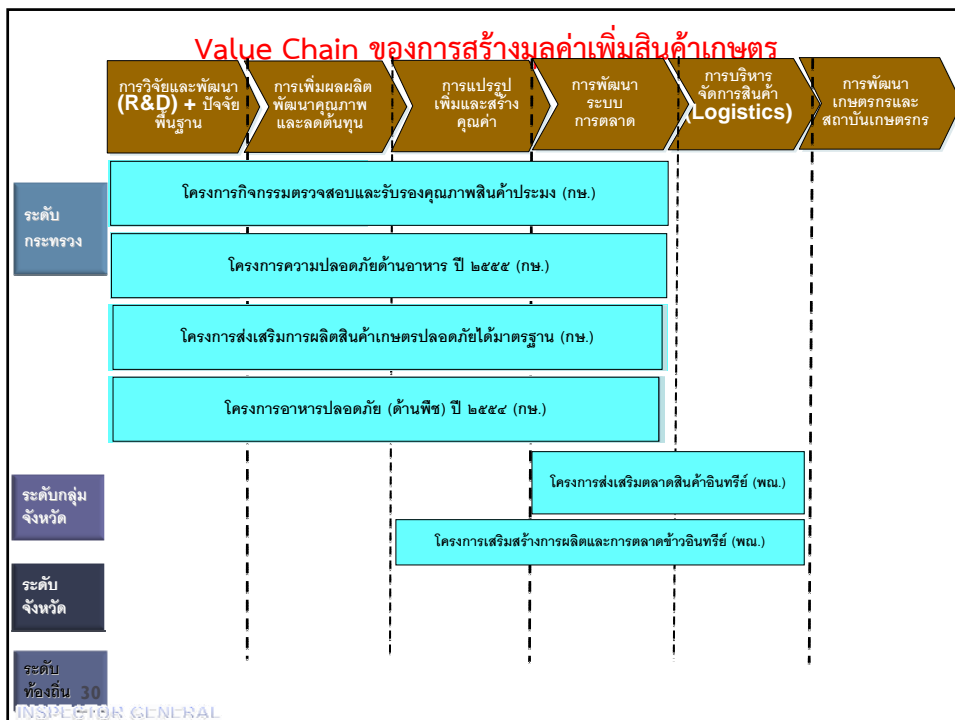 Value Chain ของการสร้างมูลค่าเพิ่มสินค้าเกษตร
การวิจัยและพัฒนา
(R&D) + ปัจจัย
พื้นฐาน
การเพิ่มผลผลิต
พัฒนาคุณภาพ
และลดต้นทุน
การแปรรูป
เพิ่มและสร้าง
คุณค่า
การพัฒนา
ระบบ
การตลาด
การบริหาร
จัดการสินค้า
(Logistics)
การพัฒนา
เกษตรกรและ
สถาบันเกษตรกร
ระดับ
กระทรวง
โครงการกิจกรรมตรวจสอบและรับรองคุณภาพสินค้าประมง (กษ.)
โครงการความปลอดภัยด้านอาหาร ปี ๒๕๕๕ (กษ.)
โครงการส่งเสริมการผลิตสินค้าเกษตรปลอดภัยได้มาตรฐาน (กษ.)
โครงการอาหารปลอดภัย (ด้านพืช) ปี ๒๕๕๔ (กษ.)
ระดับกลุ่ม
จังหวัด
โครงการส่งเสริมตลาดสินค้าอินทรีย์ (พณ.)
โครงการเสริมสร้างการผลิตและการตลาดข้าวอินทรีย์ (พณ.)
ระดับ
จังหวัด
ระดับ
ท้องถิ่น 30
INSPECTOR GENERAL